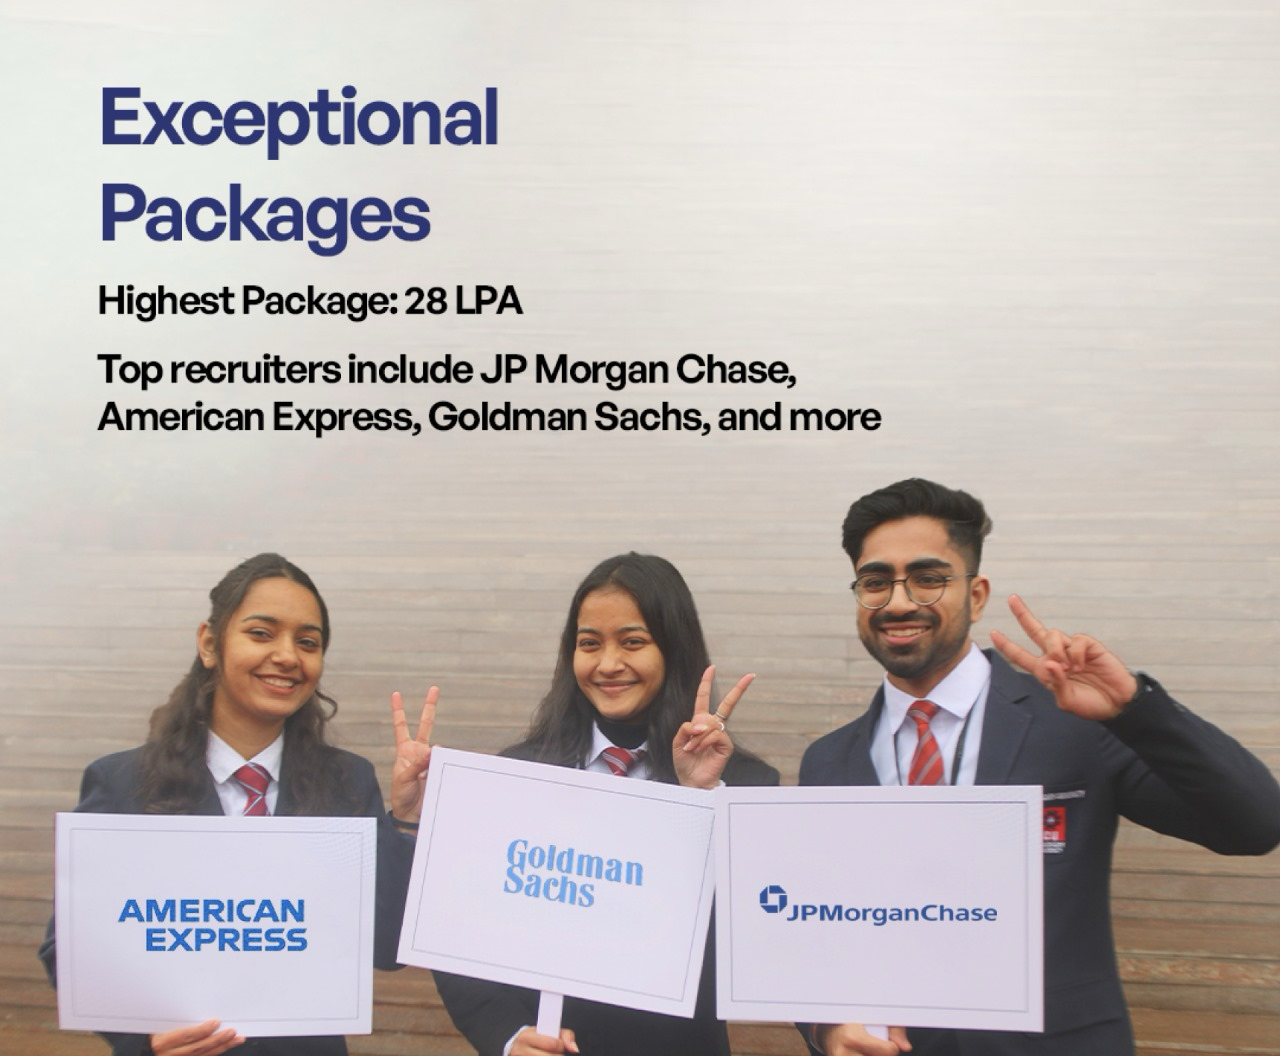 Exceptional
Packages
Highest Package: 28 LPA
Top recruiters include JP Morgan Chase,
American Express, Goldman Sachs, and more
AMERICAN
EXPRESS
Goldman
Sachs
JPMorganChase